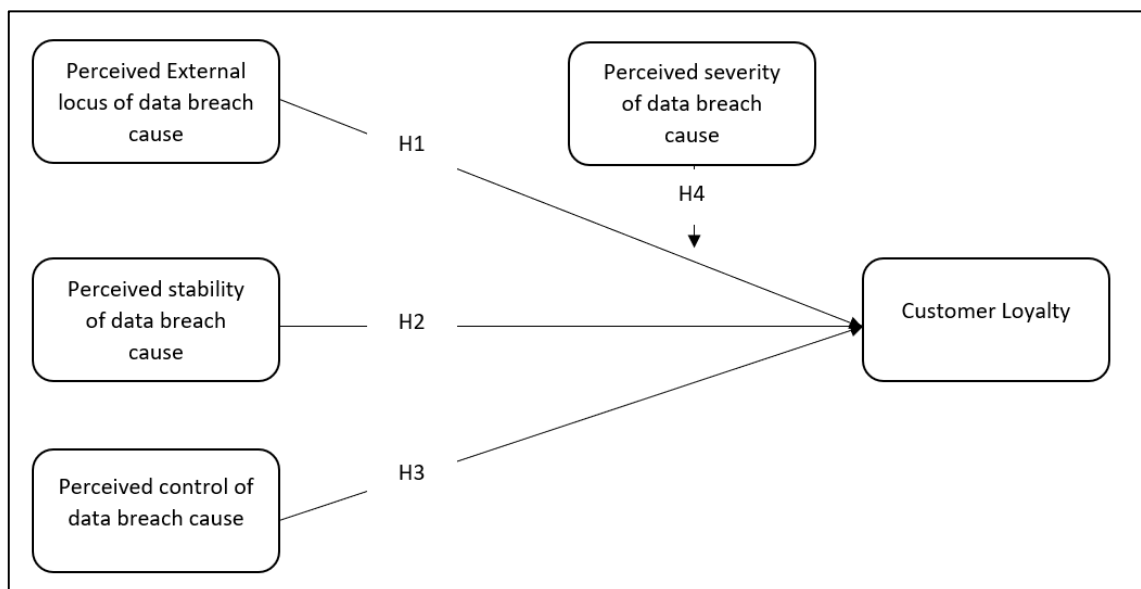 Perceived External
locus of data breach
cause
H1
Perceived severity
of data breach
cause
H4
Perceived stability
of data breach
cause
H2
Customer Loyalty
H3
Perceived control of
data breach cause